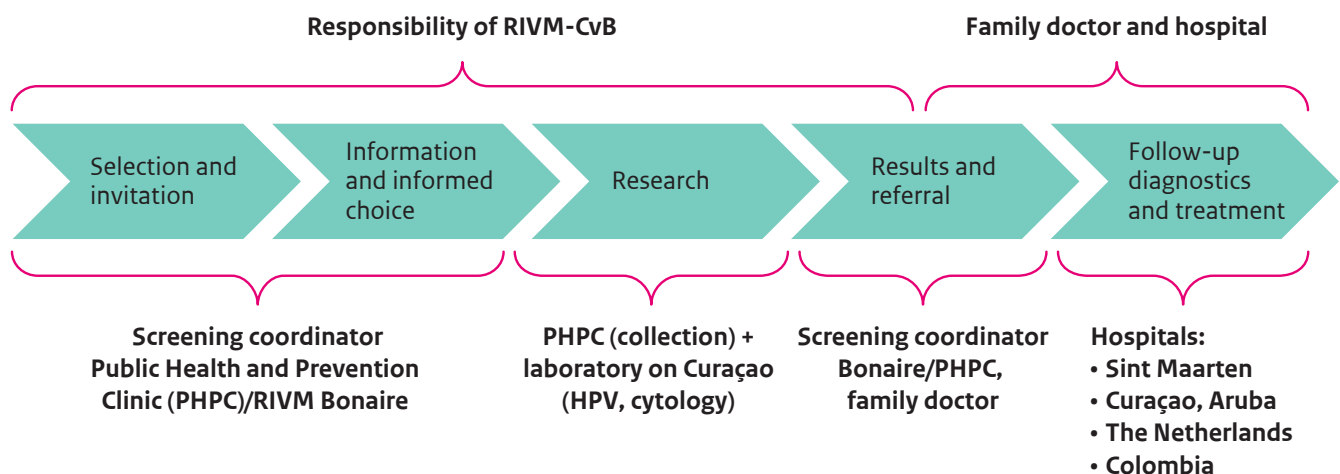 Responsibility of RIVM-CvB
Family doctor and hospital
Selection and
invitation
Information
and informed
choice
Research
Results and
referral
Follow-up
diagnostics
and treatment
Screening coordinator
Public Health and Prevention
Clinic (PHPC)/RIVM Bonaire
PHPC (collection) +
laboratory on Curaçao
(HPV, cytology)
Screening coordinator
Bonaire/PHPC,
family doctor
Hospitals:
• Sint Maarten
• Curaçao, Aruba
• The Netherlands
• Colombia